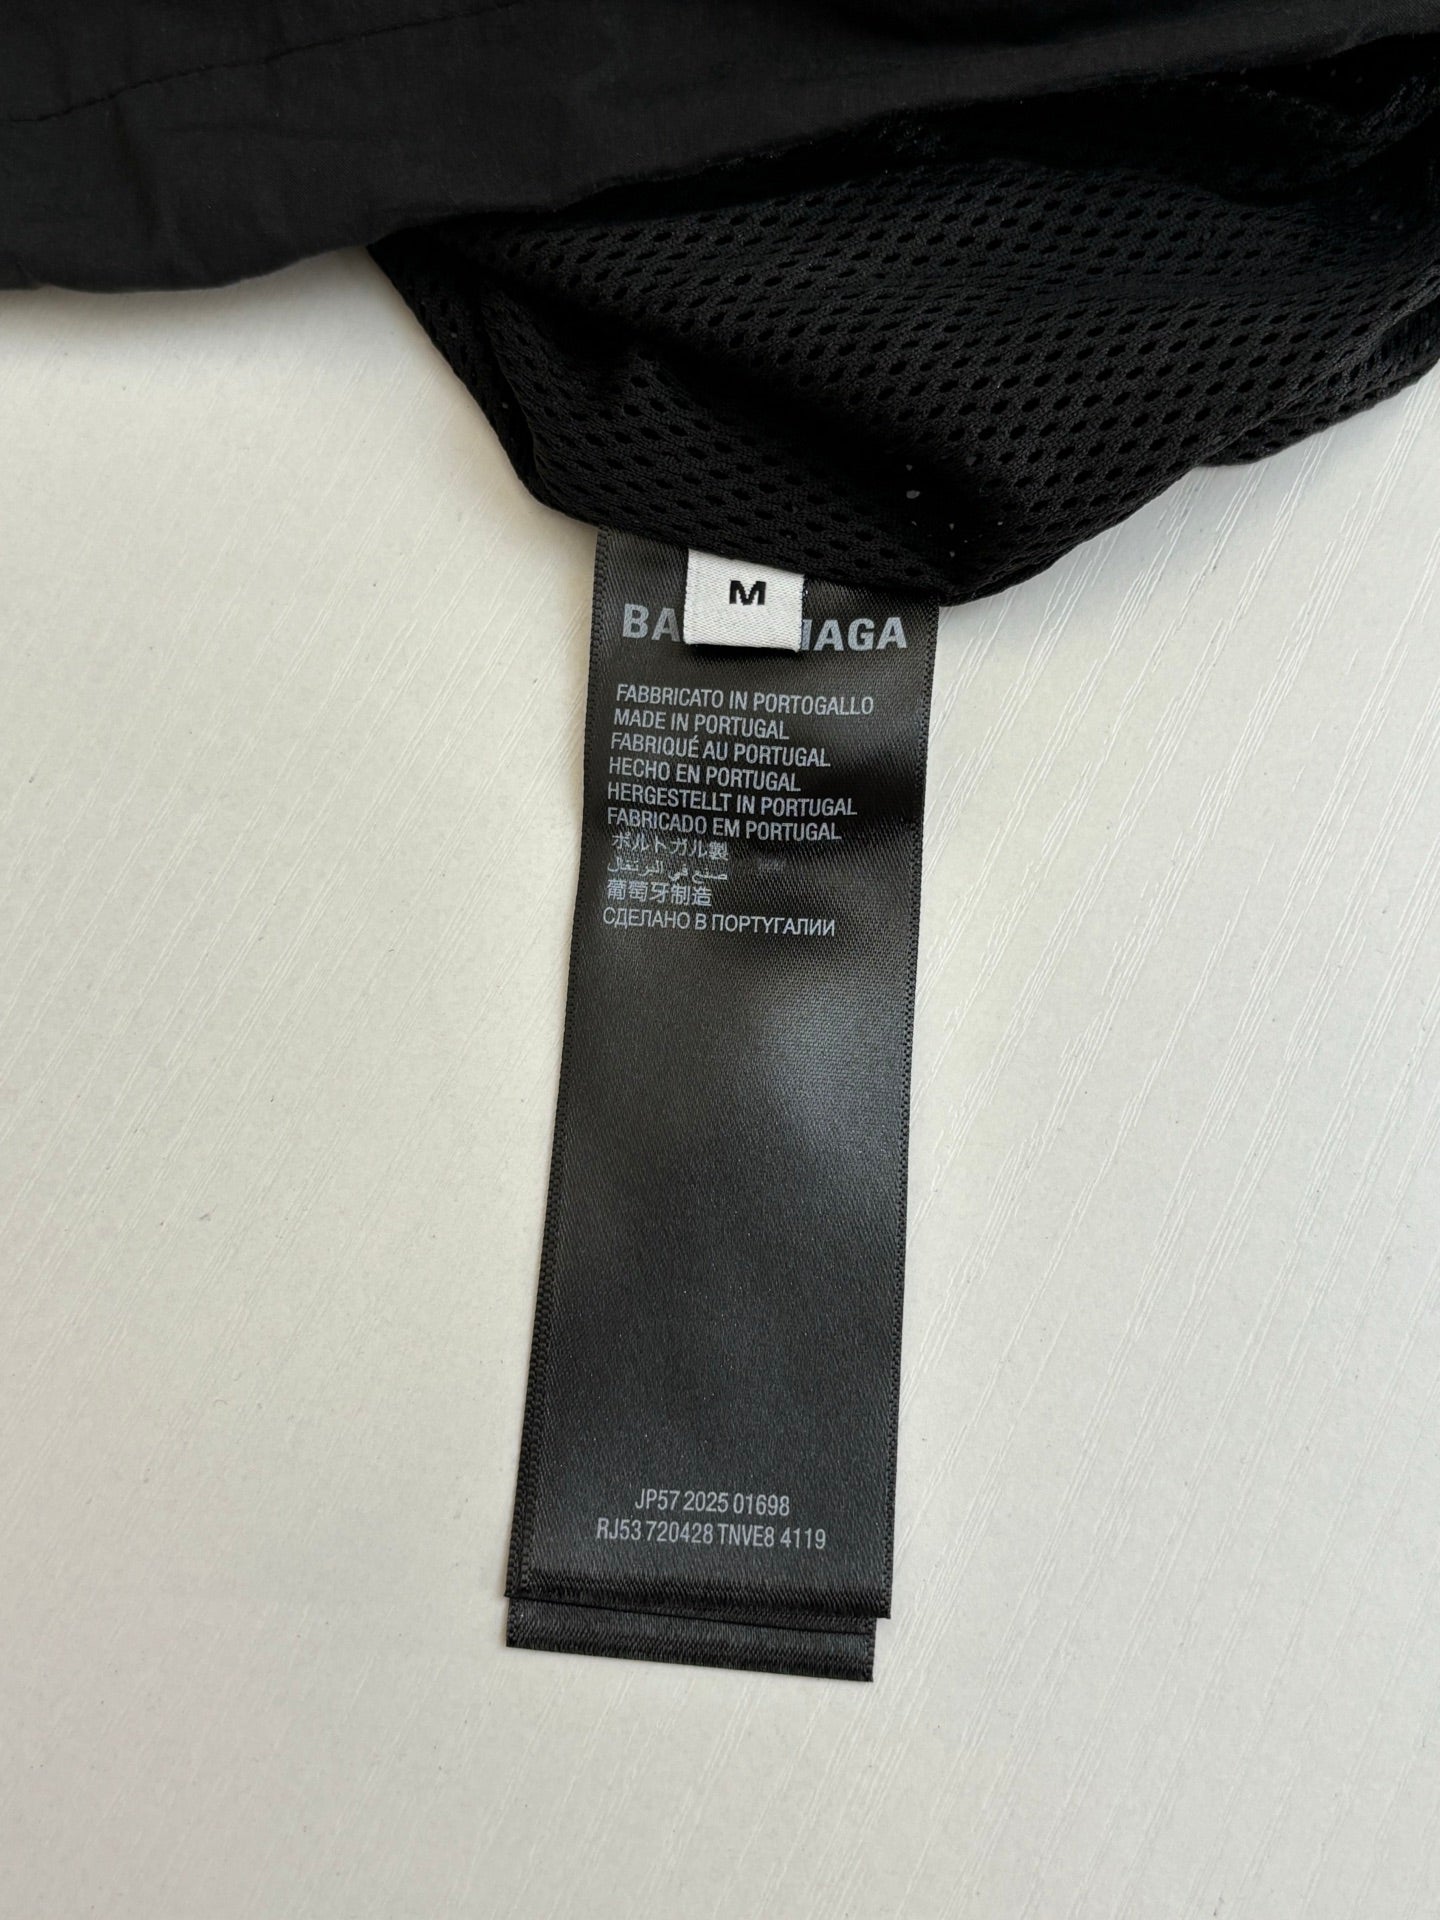 M
BA IAGA
FABBRICATO IN PORTOGALLO
MADE IN PORTUGAL
FABRIQUÉ AU PORTUGAL
HECHO EN PORTUGAL
HERGESTELLT IN PORTUGAL
FABRICADO EM PORTUGAL
ポルトガル製
صنع في البرتغال
葡萄牙制造
СДЕЛАНО В ПОРТУГАЛИИ
JP57 2025 01698
RJ53 720428 TNVE8 4119